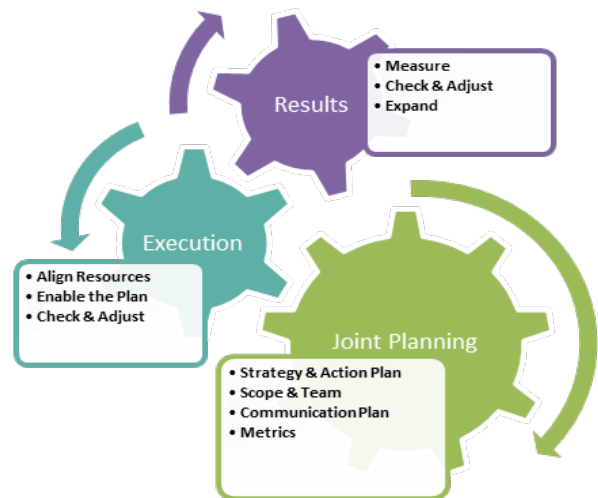 Results
• Measure
• Check & Adjust
• Expand
Execution
• Align Resources
• Enable the Plan
• Check & Adjust
Joint Planning
• Strategy & Action Plan
• Scope & Team
• Communication Plan
• Metrics